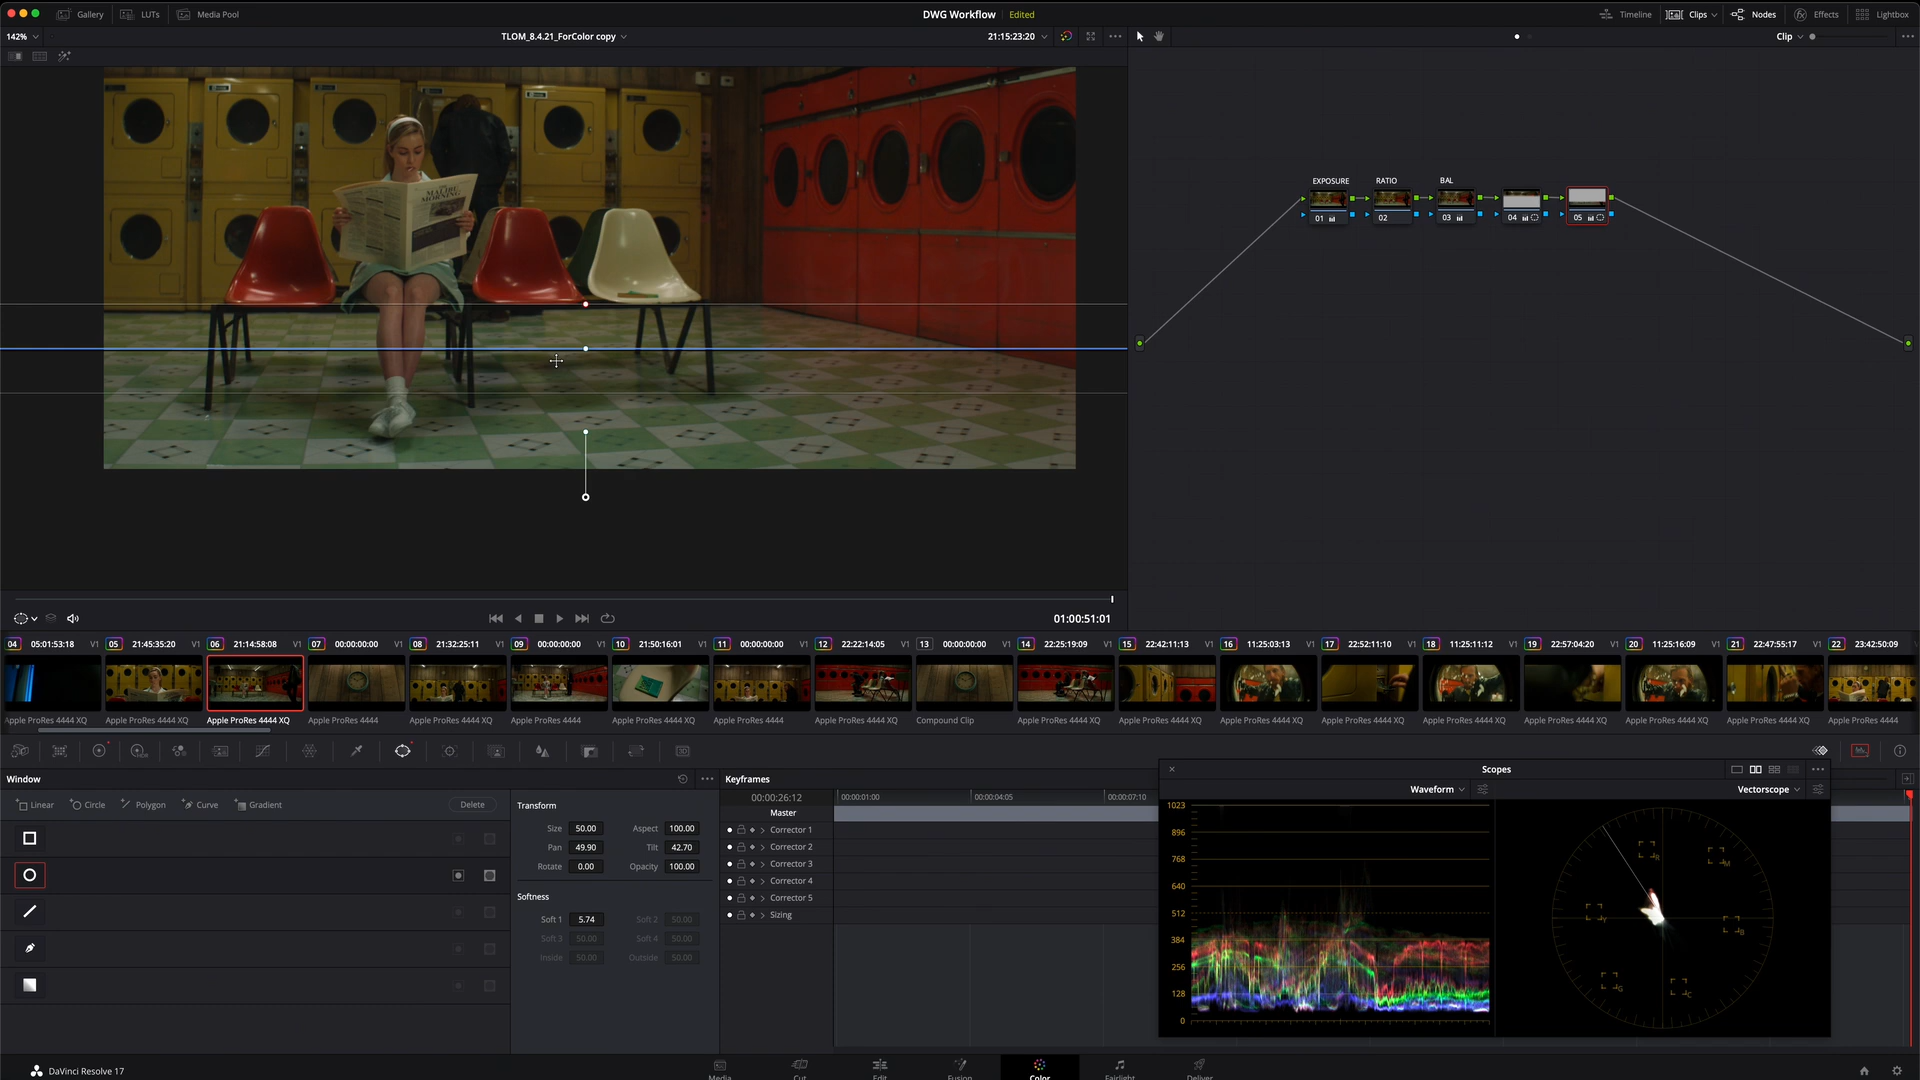 Gallery
LUTs
Media Pool
DWG Workflow
Edited
Timeline
Clips
Nodes
Effects
Lightbox
142%
TLOM_8.4.21_ForColor copy
21:15:23:20
Clip
MALIBU
MORNING
EXPOSURE
RATIO
BAL
01
02
03
04
05
01:00:51:01
04 05:01:53:18 V1
05 21:45:35:20 V1
06 21:14:58:08 V1
07 00:00:00:00 V1
08 21:32:25:11 V1
09 00:00:00:00 V1
10 21:50:16:01 V1
11 00:00:00:00 V1
12 22:22:14:05 V1
13 00:00:00:00 V1
14 22:25:19:09 V1
15 22:42:11:13 V1
16 11:25:03:13 V1
17 22:52:11:10 V1
18 11:25:11:12 V1
19 22:57:04:20 V1
20 11:25:16:09 V1
21 22:47:55:17 V1
22 23:42:50:09
Apple ProRes 4444 XQ
Apple ProRes 4444 XQ
Apple ProRes 4444 XQ
Apple ProRes 4444
Apple ProRes 4444 XQ
Apple ProRes 4444
Apple ProRes 4444 XQ
Apple ProRes 4444
Apple ProRes 4444 XQ
Compound Clip
Apple ProRes 4444 XQ
Apple ProRes 4444 XQ
Apple ProRes 4444 XQ
Apple ProRes 4444 XQ
Apple ProRes 4444 XQ
Apple ProRes 4444 XQ
Apple ProRes 4444 XQ
Apple ProRes 4444 XQ
Apple ProRes 4444
Window
Linear
Circle
Polygon
Curve
Gradient
Delete
Transform
Size 50.00 Aspect 100.00
Pan 49.90 Tilt 42.70
Rotate 0.00 Opacity 100.00
Softness
Soft 1 5.74 Soft 2 50.00
Soft 3 50.00 Soft 4 50.00
Inside 50.00 Outside 50.00
Keyframes
00:00:26:12
00:00:01:00
00:00:04:05
00:00:07:10
Master
Corrector 1
Corrector 2
Corrector 3
Corrector 4
Corrector 5
Sizing
Scopes
Waveform
Vectorscope
1023
896
768
640
512
384
256
128
0
R
M
Y
B
G
C
DaVinci Resolve 17
Media
Cut
Edit
Fusion
Color
Fairlight
Deliver